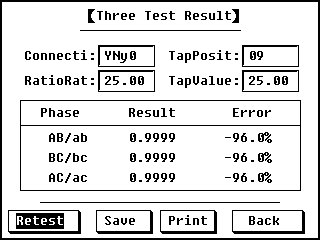 【Three Test Result】
Connecti: YNy0 TapPosit: 09
RatioRat: 25.00 TapValue: 25.00
Phase Result Error
AB/ab 0.9999 -96.0%
BC/bc 0.9999 -96.0%
AC/ac 0.9999 -96.0%
Retest Save Print Back